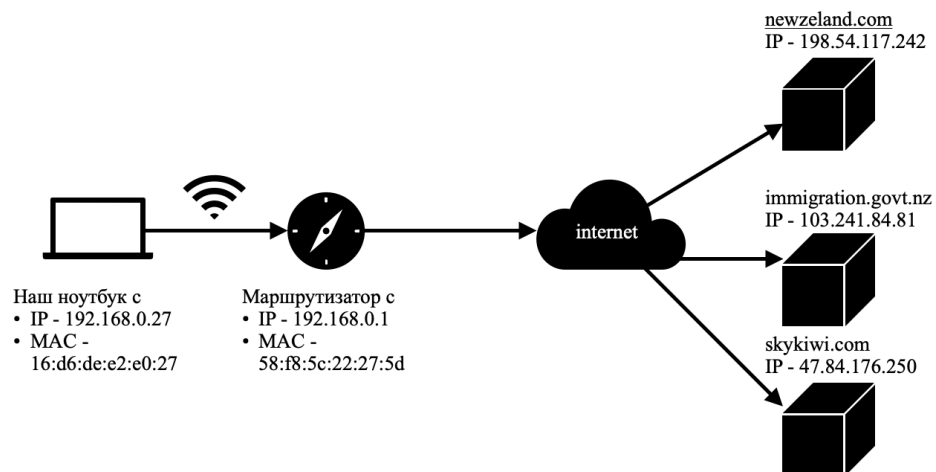 newzeland.com
IP - 198.54.117.242
immigration.govt.nz
IP - 103.241.84.81
internet
Наш ноутбук с
• IP - 192.168.0.27
• MAC -
16:d6:de:e2:e0:27
Маршрутизатор с
• IP - 192.168.0.1
• MAC -
58:f8:5c:22:27:5d
skykiwi.com
IP - 47.84.176.250